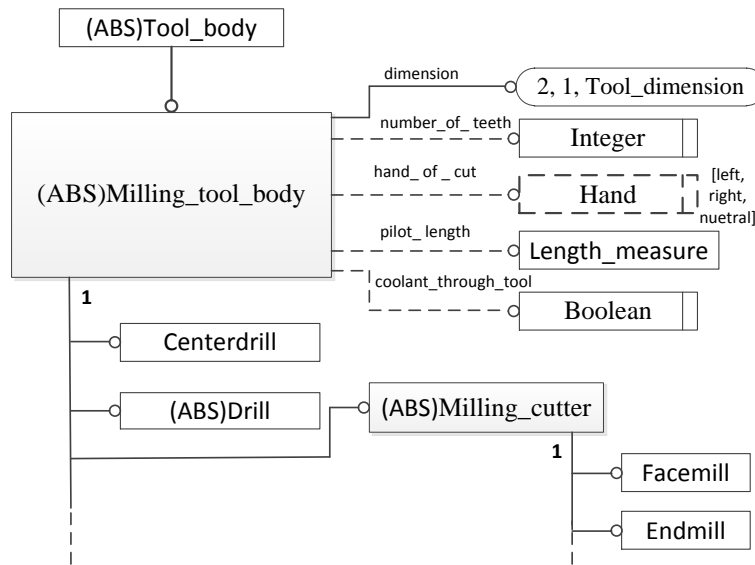 (ABS)Tool_body
dimension
2, 1, Tool_dimension
number_of_ teeth
Integer
(ABS)Milling_tool_body
hand_ of _ cut
Hand
[left,
right,
nuetral]
pilot_ length
Length_measure
coolant_through_tool
Boolean
1
Centerdrill
(ABS)Drill
(ABS)Milling_cutter
1
Facemill
Endmill